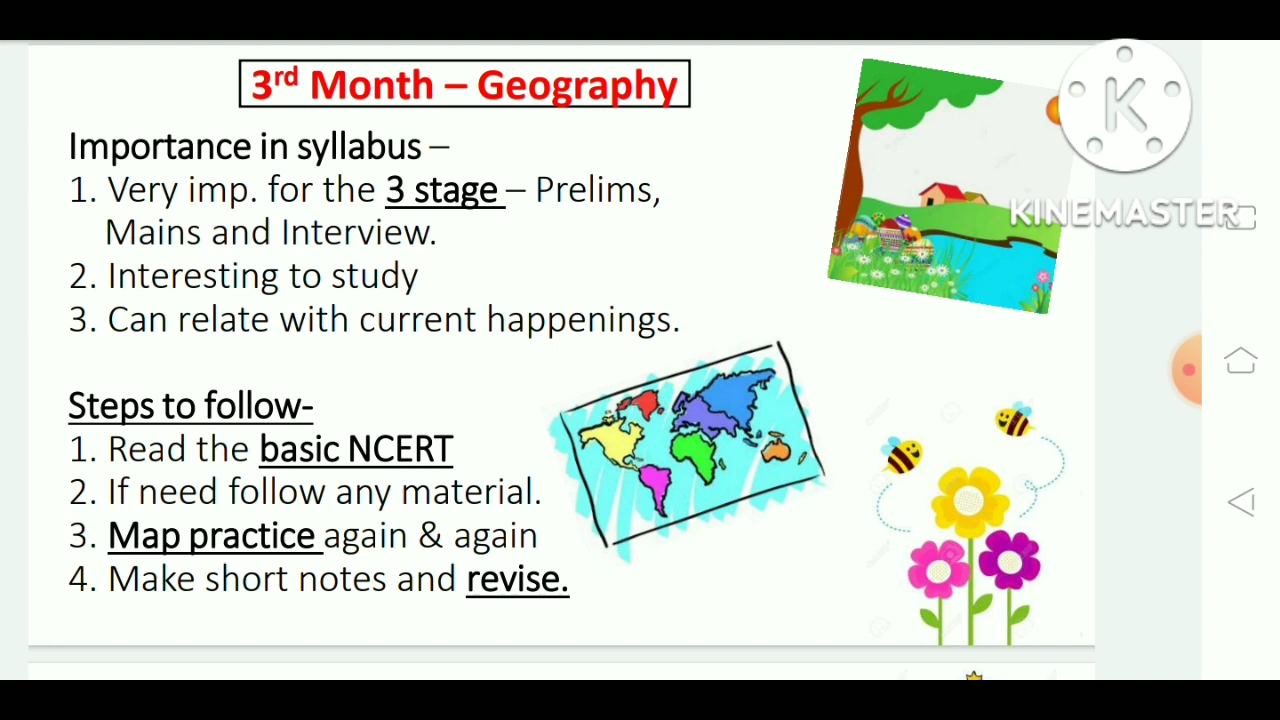 3rd Month – Geography
Importance in syllabus –
1. Very imp. for the 3 stage – Prelims,
Mains and Interview.
2. Interesting to study
3. Can relate with current happenings.
Steps to follow-
1. Read the basic NCERT
2. If need follow any material.
3. Map practice again & again
4. Make short notes and revise.
K
KINEMASTER